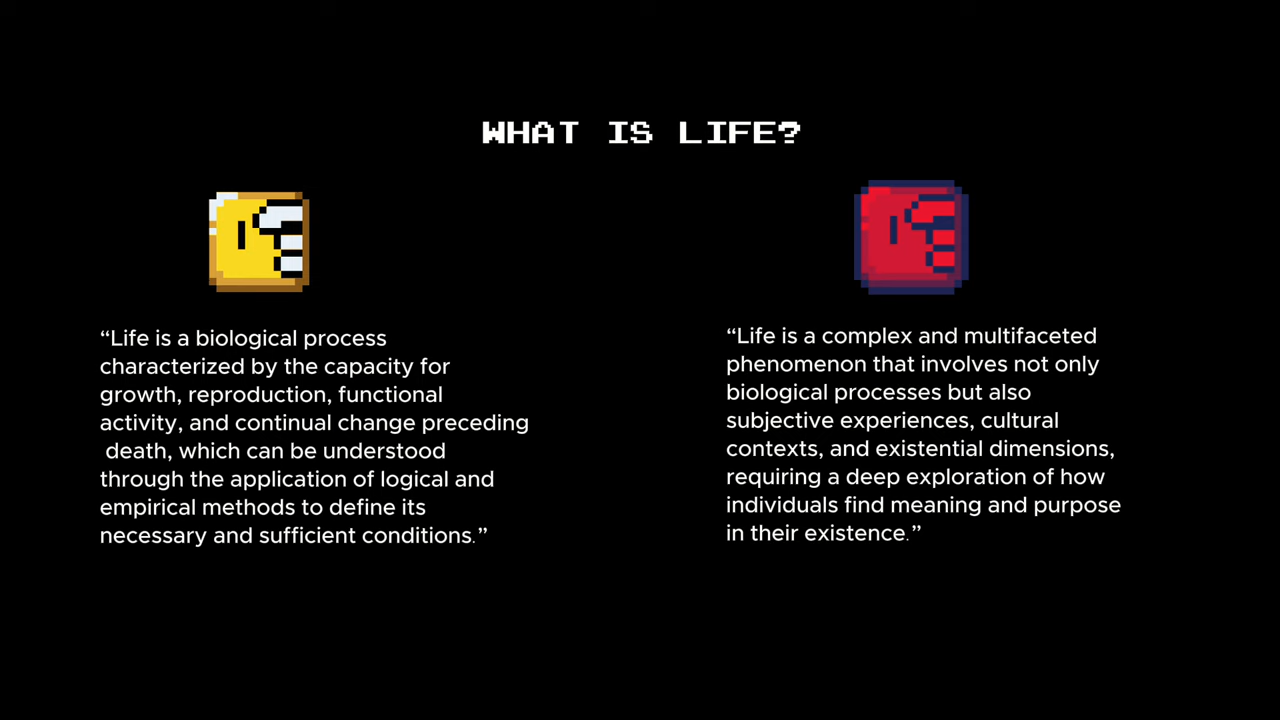 WHAT IS LIFE?
“Life is a biological process
characterized by the capacity for
growth, reproduction, functional
activity, and continual change preceding
death, which can be understood
through the application of logical and
empirical methods to define its
necessary and sufficient conditions.”
“Life is a complex and multifaceted
phenomenon that involves not only
biological processes but also
subjective experiences, cultural
contexts, and existential dimensions,
requiring a deep exploration of how
individuals find meaning and purpose
in their existence.”